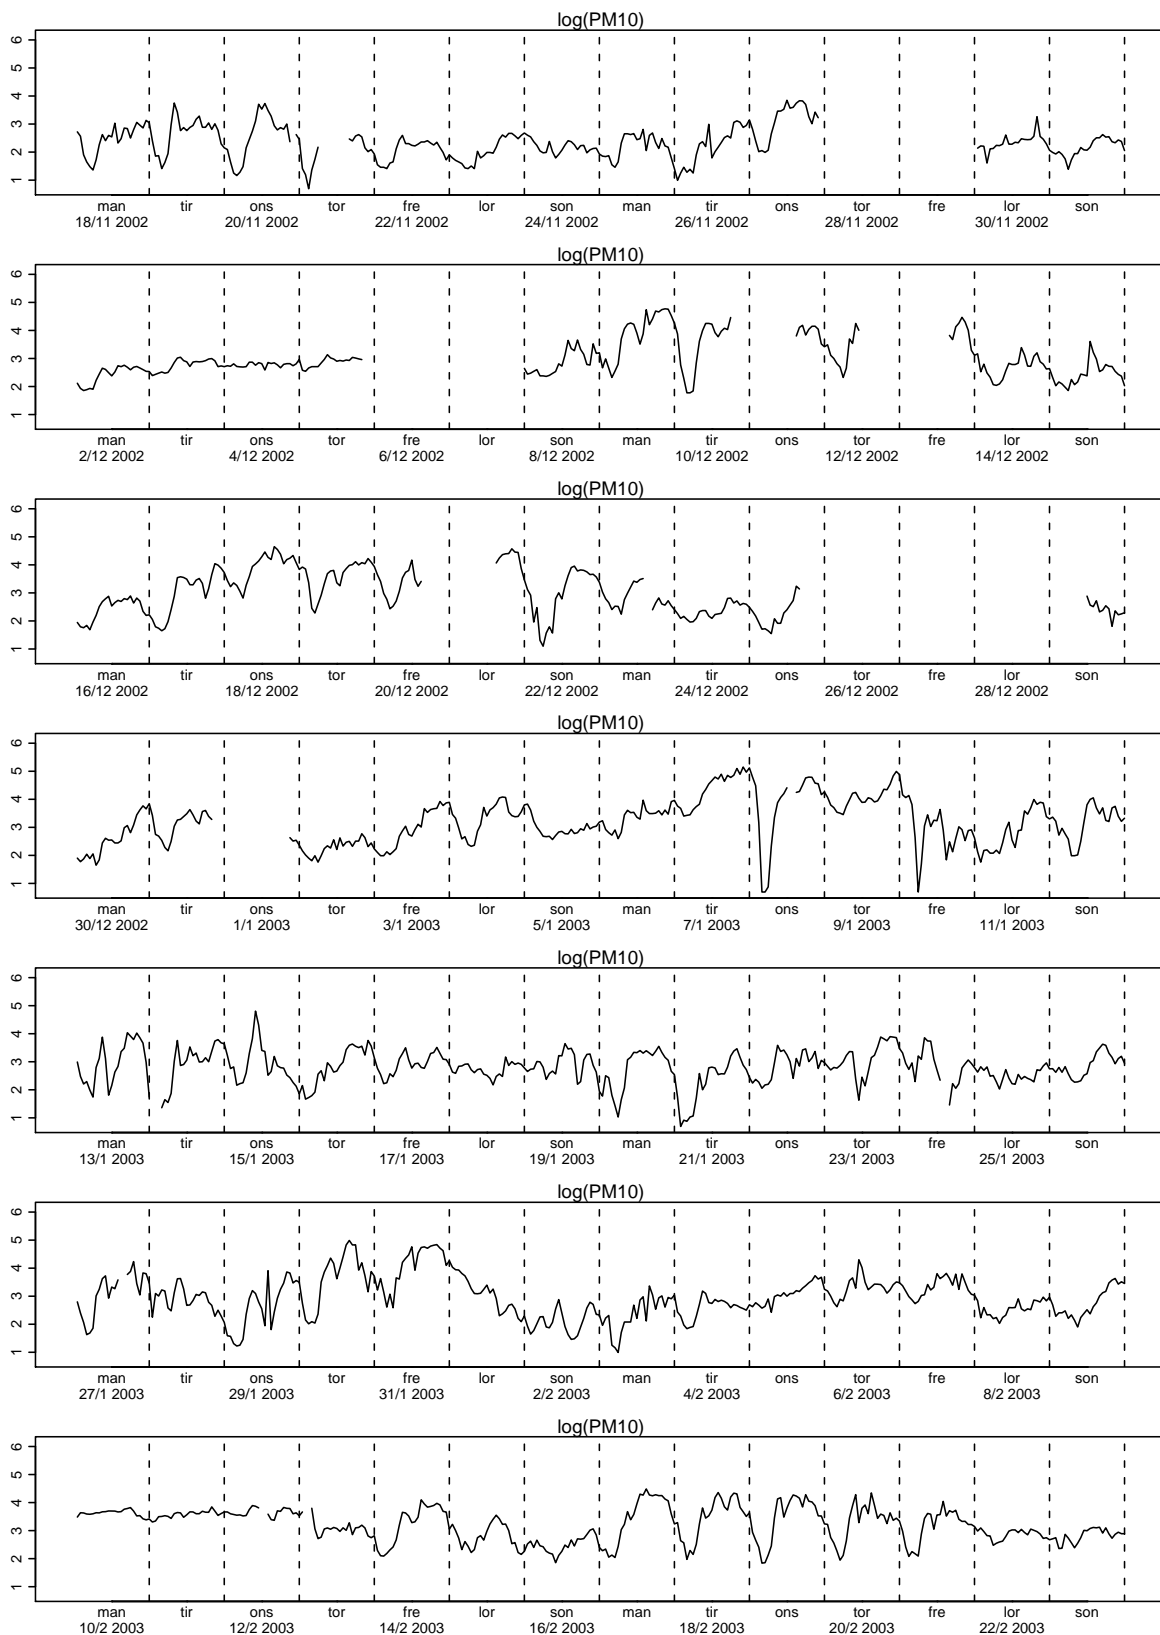 log(PM10)
1 2 3 4 5 6
man tir ons tor fre lor son man tir ons tor fre lor son
18/11 2002 20/11 2002 22/11 2002 24/11 2002 26/11 2002 28/11 2002 30/11 2002
log(PM10)
1 2 3 4 5 6
man tir ons tor fre lor son man tir ons tor fre lor son
2/12 2002 4/12 2002 6/12 2002 8/12 2002 10/12 2002 12/12 2002 14/12 2002
log(PM10)
1 2 3 4 5 6
man tir ons tor fre lor son man tir ons tor fre lor son
16/12 2002 18/12 2002 20/12 2002 22/12 2002 24/12 2002 26/12 2002 28/12 2002
log(PM10)
1 2 3 4 5 6
man tir ons tor fre lor son man tir ons tor fre lor son
30/12 2002 1/1 2003 3/1 2003 5/1 2003 7/1 2003 9/1 2003 11/1 2003
log(PM10)
1 2 3 4 5 6
man tir ons tor fre lor son man tir ons tor fre lor son
13/1 2003 15/1 2003 17/1 2003 19/1 2003 21/1 2003 23/1 2003 25/1 2003
log(PM10)
1 2 3 4 5 6
man tir ons tor fre lor son man tir ons tor fre lor son
27/1 2003 29/1 2003 31/1 2003 2/2 2003 4/2 2003 6/2 2003 8/2 2003
log(PM10)
1 2 3 4 5 6
man tir ons tor fre lor son man tir ons tor fre lor son
10/2 2003 12/2 2003 14/2 2003 16/2 2003 18/2 2003 20/2 2003 22/2 2003